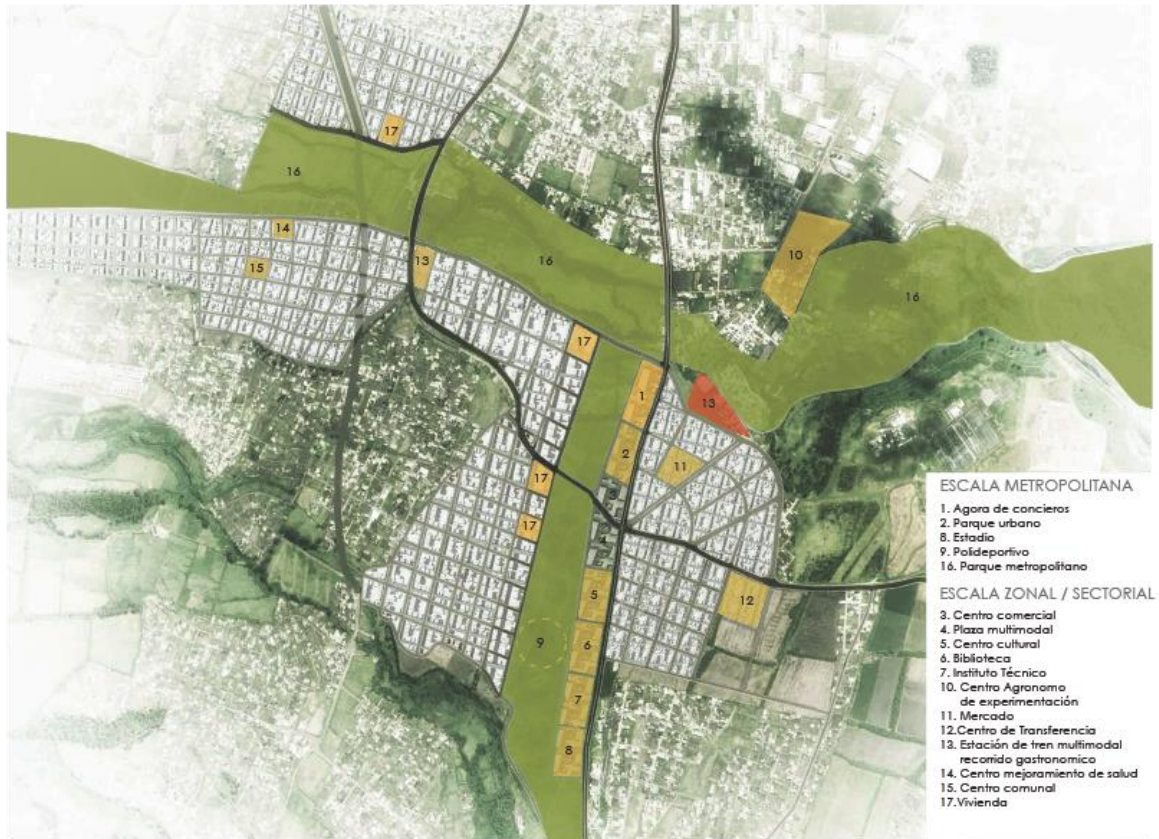 17
16
14
13
15
16
10
16
17
1
13
2
11
17
3
17
4
5
12
9
6
7
8
ESCALA METROPOLITANA
1. Agora de concieros
2. Parque urbano
8. Estadio
9. Polideportivo
16. Parque metropolitano
ESCALA ZONAL / SECTORIAL
3. Centro comercial
4. Plaza multimodal
5. Centro cultural
6. Biblioteca
7. Instituto Técnico
10. Centro Agronomo
de experimentación
11. Mercado
12.Centro de Transferencia
13. Estación de tren multimodal
recorrido gastronomico
14. Centro mejoramiento de salud
15. Centro comunal
17.Vivienda